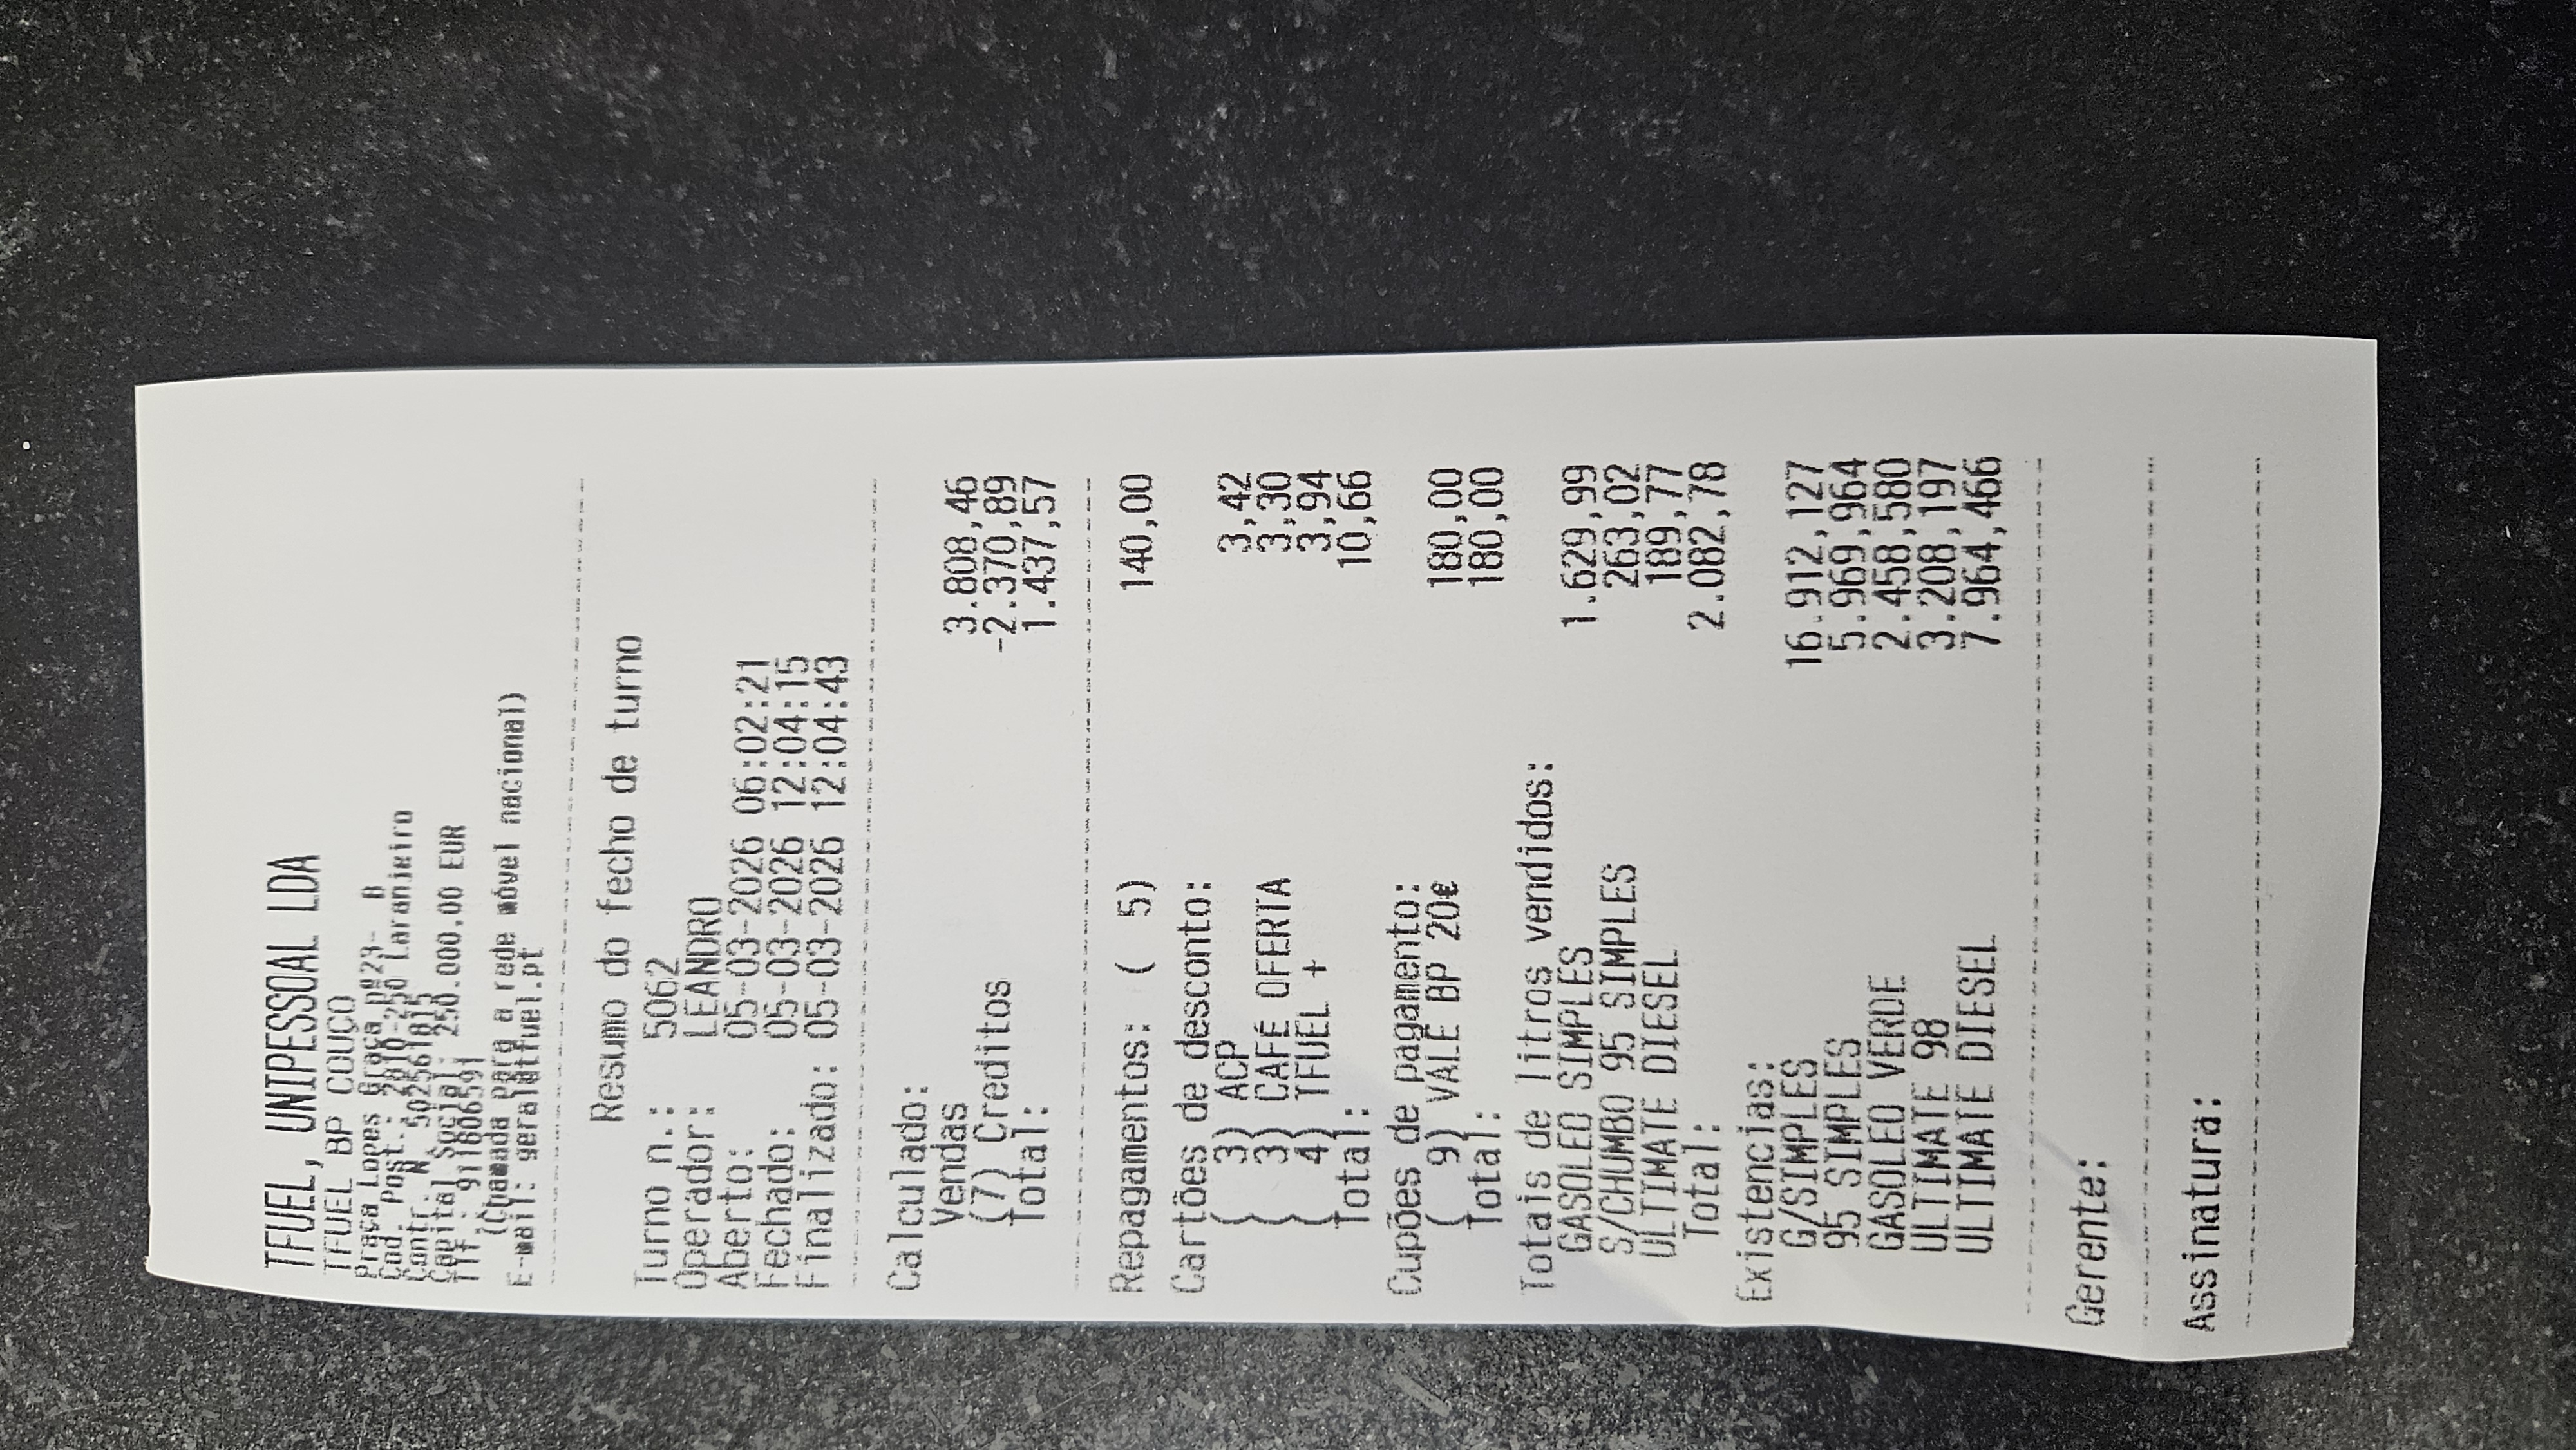 TFUEL, UNIPESSOAL LDA
TFUEL BP COUÇO
Praça Lopes Graça nº23- B
Cod. Post.: 2810-250 Laranjeiro
Contr. Nº 502561815
Capital Social: 250.000,00 EUR
Tlf: 911806591
(Chamada para a rede móvel nacional)
E-mail: geral@tfuel.pt
Resumo do fecho de turno
Turno n.: 5062
Operador: LEANDRO
Aberto: 05-03-2026 06:02:21
Fechado: 05-03-2026 12:04:15
Finalizado: 05-03-2026 12:04:43
Calculado:
Vendas 3.808,46
(7) Creditos -2.370,89
Total: 1.437,57
Repagamentos: ( 5) 140,00
Cartões de desconto:
( 3) ACP 3,42
( 3) CAFÉ OFERTA 3,30
( 4) TFUEL + 3,94
Total: 10,66
Cupões de pagamento:
( 9) VALE BP 20€ 180,00
Total: 180,00
Totais de litros vendidos:
GASOLEO SIMPLES 1.629,99
S/CHUMBO 95 SIMPLES 263,02
ULTIMATE DIESEL 189,77
Total: 2.082,78
Existencias:
G/SIMPLES 16.912,127
95 SIMPLES 5.969,964
GASOLEO VERDE 2.458,580
ULTIMATE 98 3.208,197
ULTIMATE DIESEL 7.964,466
Gerente:
Assinatura: